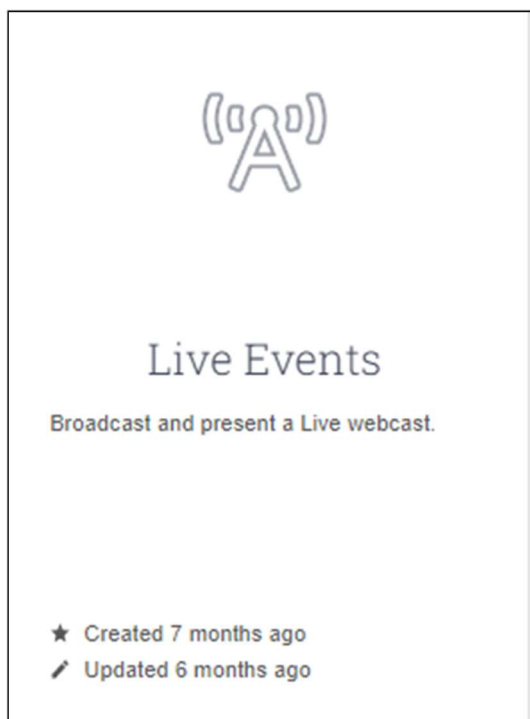 Live Events
Broadcast and present a Live webcast.
Created 7 months ago
Updated 6 months ago